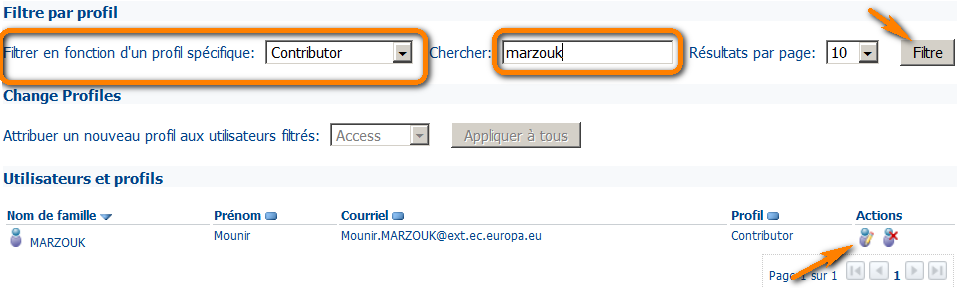 Filtre par profil
Filtrer en fonction d'un profil spécifique: Contributor Chercher: marzouk Résultats par page: 10 Filtre
Change Profiles
Attribuer un nouveau profil aux utilisateurs filtrés: Access Appliquer à tous
Utilisateurs et profils
Nom de famille Prénom Courriel Profil Actions
MARZOUK Mounir Mounir.MARZOUK@ext.ec.europa.eu Contributor
Page 1 sur 1 1